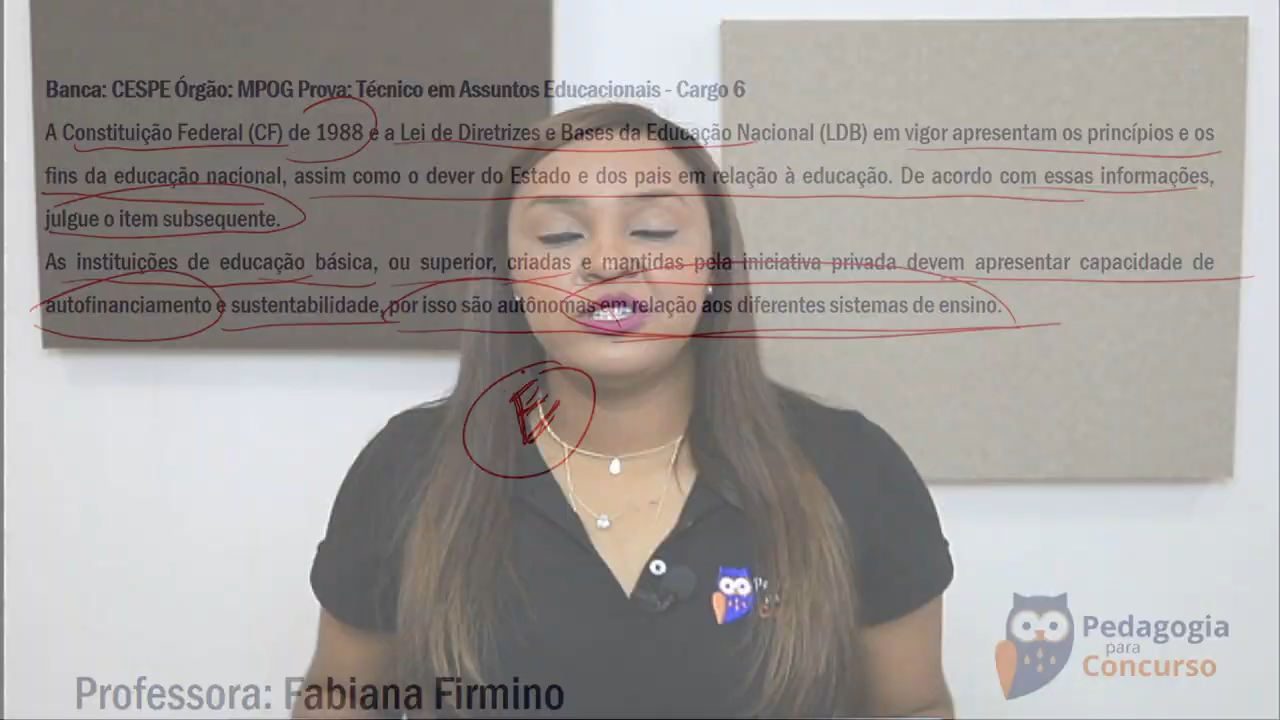 Banca: CESPE Órgão: MPOG Prova: Técnico em Assuntos Educacionais - Cargo 6
A Constituição Federal (CF) de 1988 e a Lei de Diretrizes e Bases da Educação Nacional (LDB) em vigor apresentam os princípios e os
fins da educação nacional, assim como o dever do Estado e dos pais em relação à educação. De acordo com essas informações,
julgue o item subsequente.
As instituições de educação básica, ou superior, criadas e mantidas pela iniciativa privada devem apresentar capacidade de
autofinanciamento e sustentabilidade, por isso são autônomas em relação aos diferentes sistemas de ensino.
E
Pedagogia
para
Concurso
Professora: Fabiana Firmino